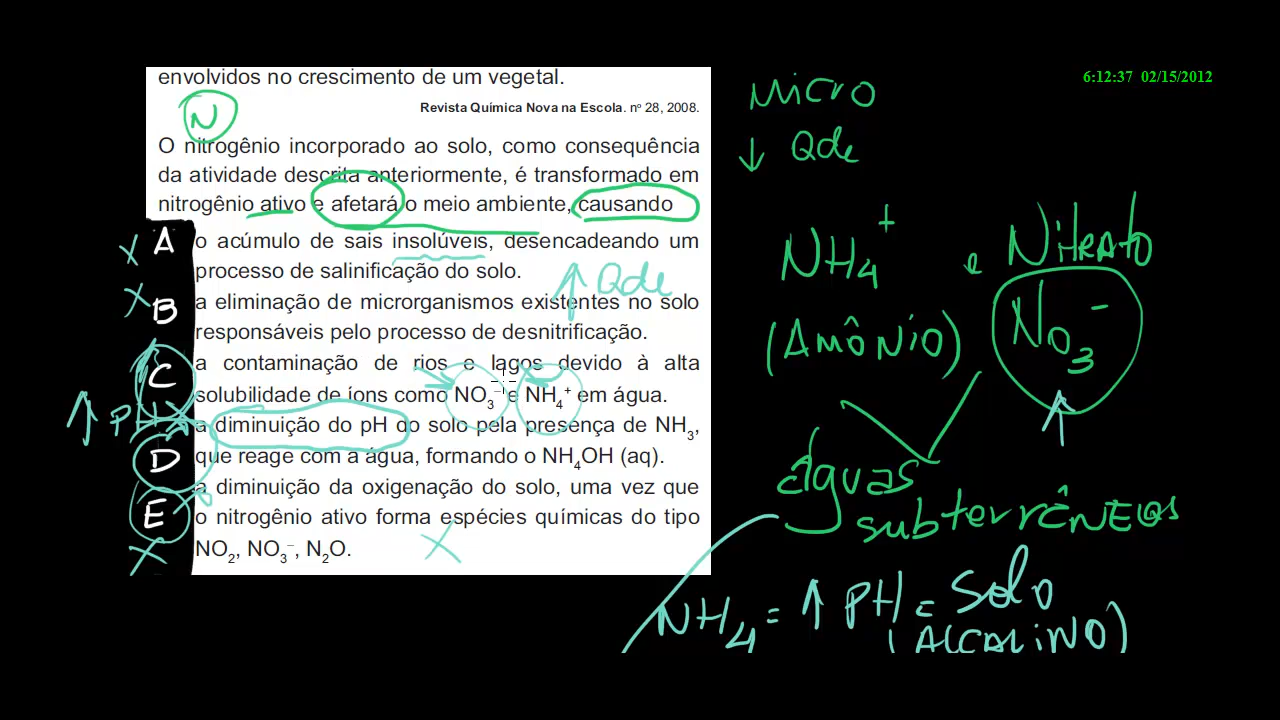 envolvidos no crescimento de um vegetal.
Revista Química Nova na Escola. nº 28, 2008.
N
O nitrogênio incorporado ao solo, como consequência
da atividade descrita anteriormente, é transformado em
nitrogênio ativo e afetará o meio ambiente, causando
A o acúmulo de sais insolúveis, desencadeando um
processo de salinificação do solo.
B a eliminação de microrganismos existentes no solo
responsáveis pelo processo de desnitrificação.
C a contaminação de rios e lagos devido à alta
solubilidade de íons como NO₃⁻ e NH₄⁺ em água.
D a diminuição do pH do solo pela presença de NH₃,
que reage com a água, formando o NH₄OH (aq).
E a diminuição da oxigenação do solo, uma vez que
o nitrogênio ativo forma espécies químicas do tipo
NO₂, NO₃⁻, N₂O.
↑ Qde
↑ PH
6:12:37 02/15/2012
Micro
↓ Qde
NH₄⁺ e Nitrato
(Amônio) NO₃⁻
águas
subterrâneas
NH₄ = ↑ PH = Solo
(Alcalino)